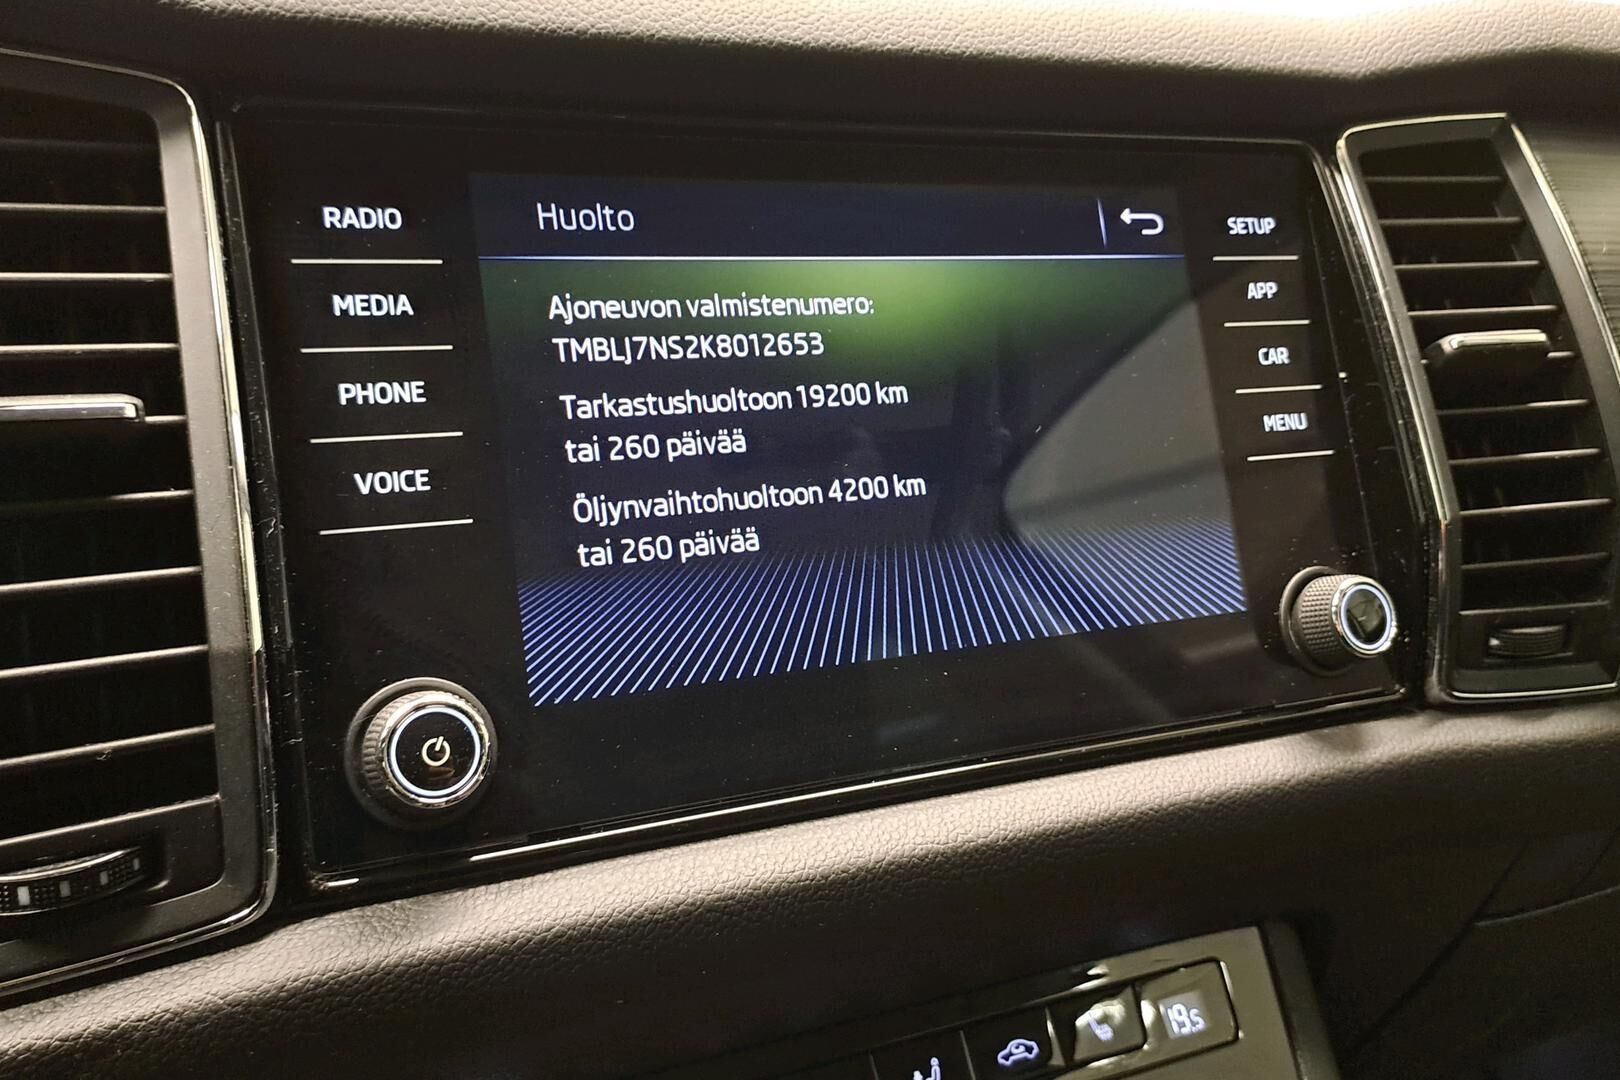 RADIO
MEDIA
PHONE
VOICE
Huolto
Ajoneuvon valmistenumero:
TMBLJ7NS2K8012653
Tarkastushuoltoon 19200 km
tai 260 päivää
Öljynvaihtohuoltoon 4200 km
tai 260 päivää
SETUP
APP
CAR
MENU
19.5